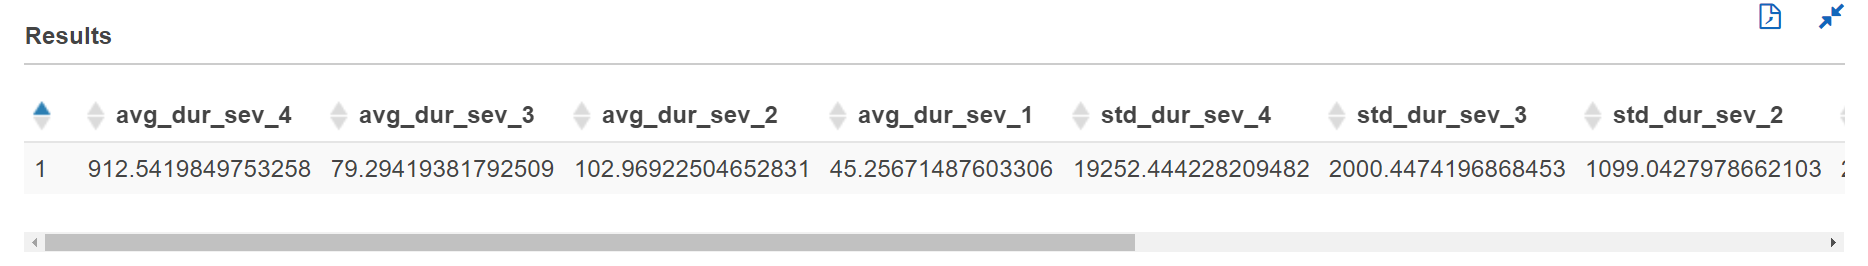 Results
avg_dur_sev_4 avg_dur_sev_3 avg_dur_sev_2 avg_dur_sev_1 std_dur_sev_4 std_dur_sev_3 std_dur_sev_2
1 912.5419849753258 79.29419381792509 102.96922504652831 45.25671487603306 19252.444228209482 2000.4474196868453 1099.0427978662103